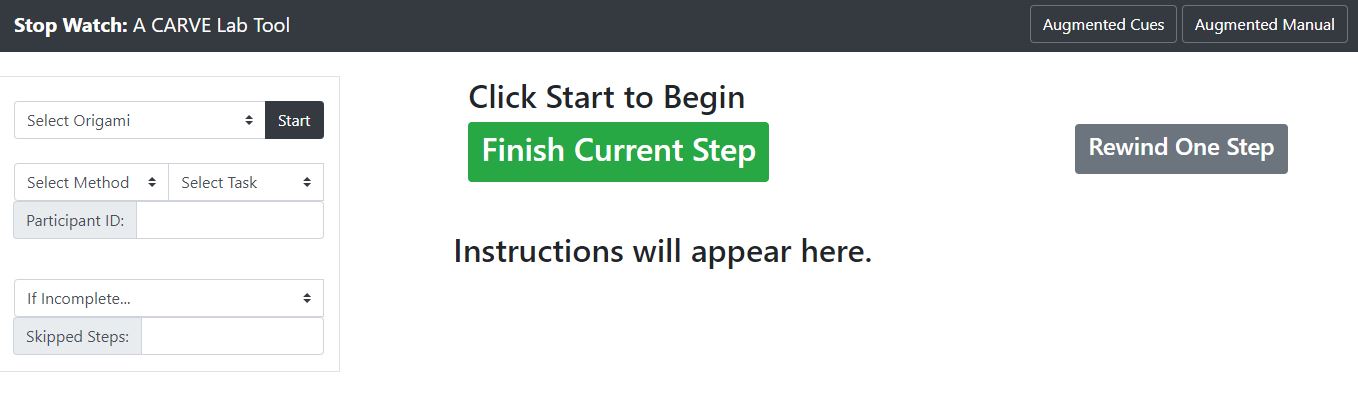 Stop Watch: A CARVE Lab Tool
Augmented Cues
Augmented Manual
Select Origami
Start
Select Method
Select Task
Participant ID:
If Incomplete...
Skipped Steps:
Click Start to Begin
Finish Current Step
Rewind One Step
Instructions will appear here.